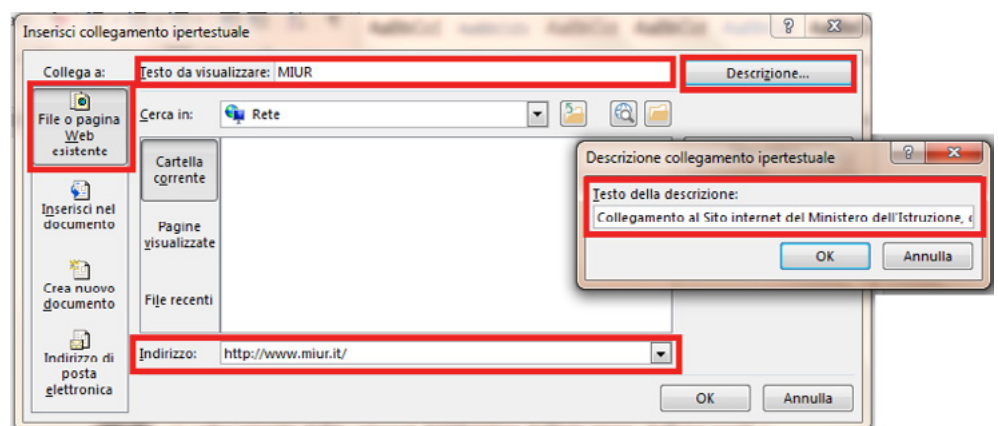 Inserisci collegamento ipertestuale
Collega a:
Testo da visualizzare: MIUR
Descrizione...
File o pagina
Web
esistente
Cerca in: Rete
Cartella
corrente
Pagine
visualizzate
File recenti
Inserisci nel
documento
Crea nuovo
documento
Indirizzo di
posta
elettronica
Indirizzo: http://www.miur.it/
OK Annulla
Descrizione collegamento ipertestuale
Testo della descrizione:
Collegamento al Sito internet del Ministero dell'Istruzione,
OK Annulla